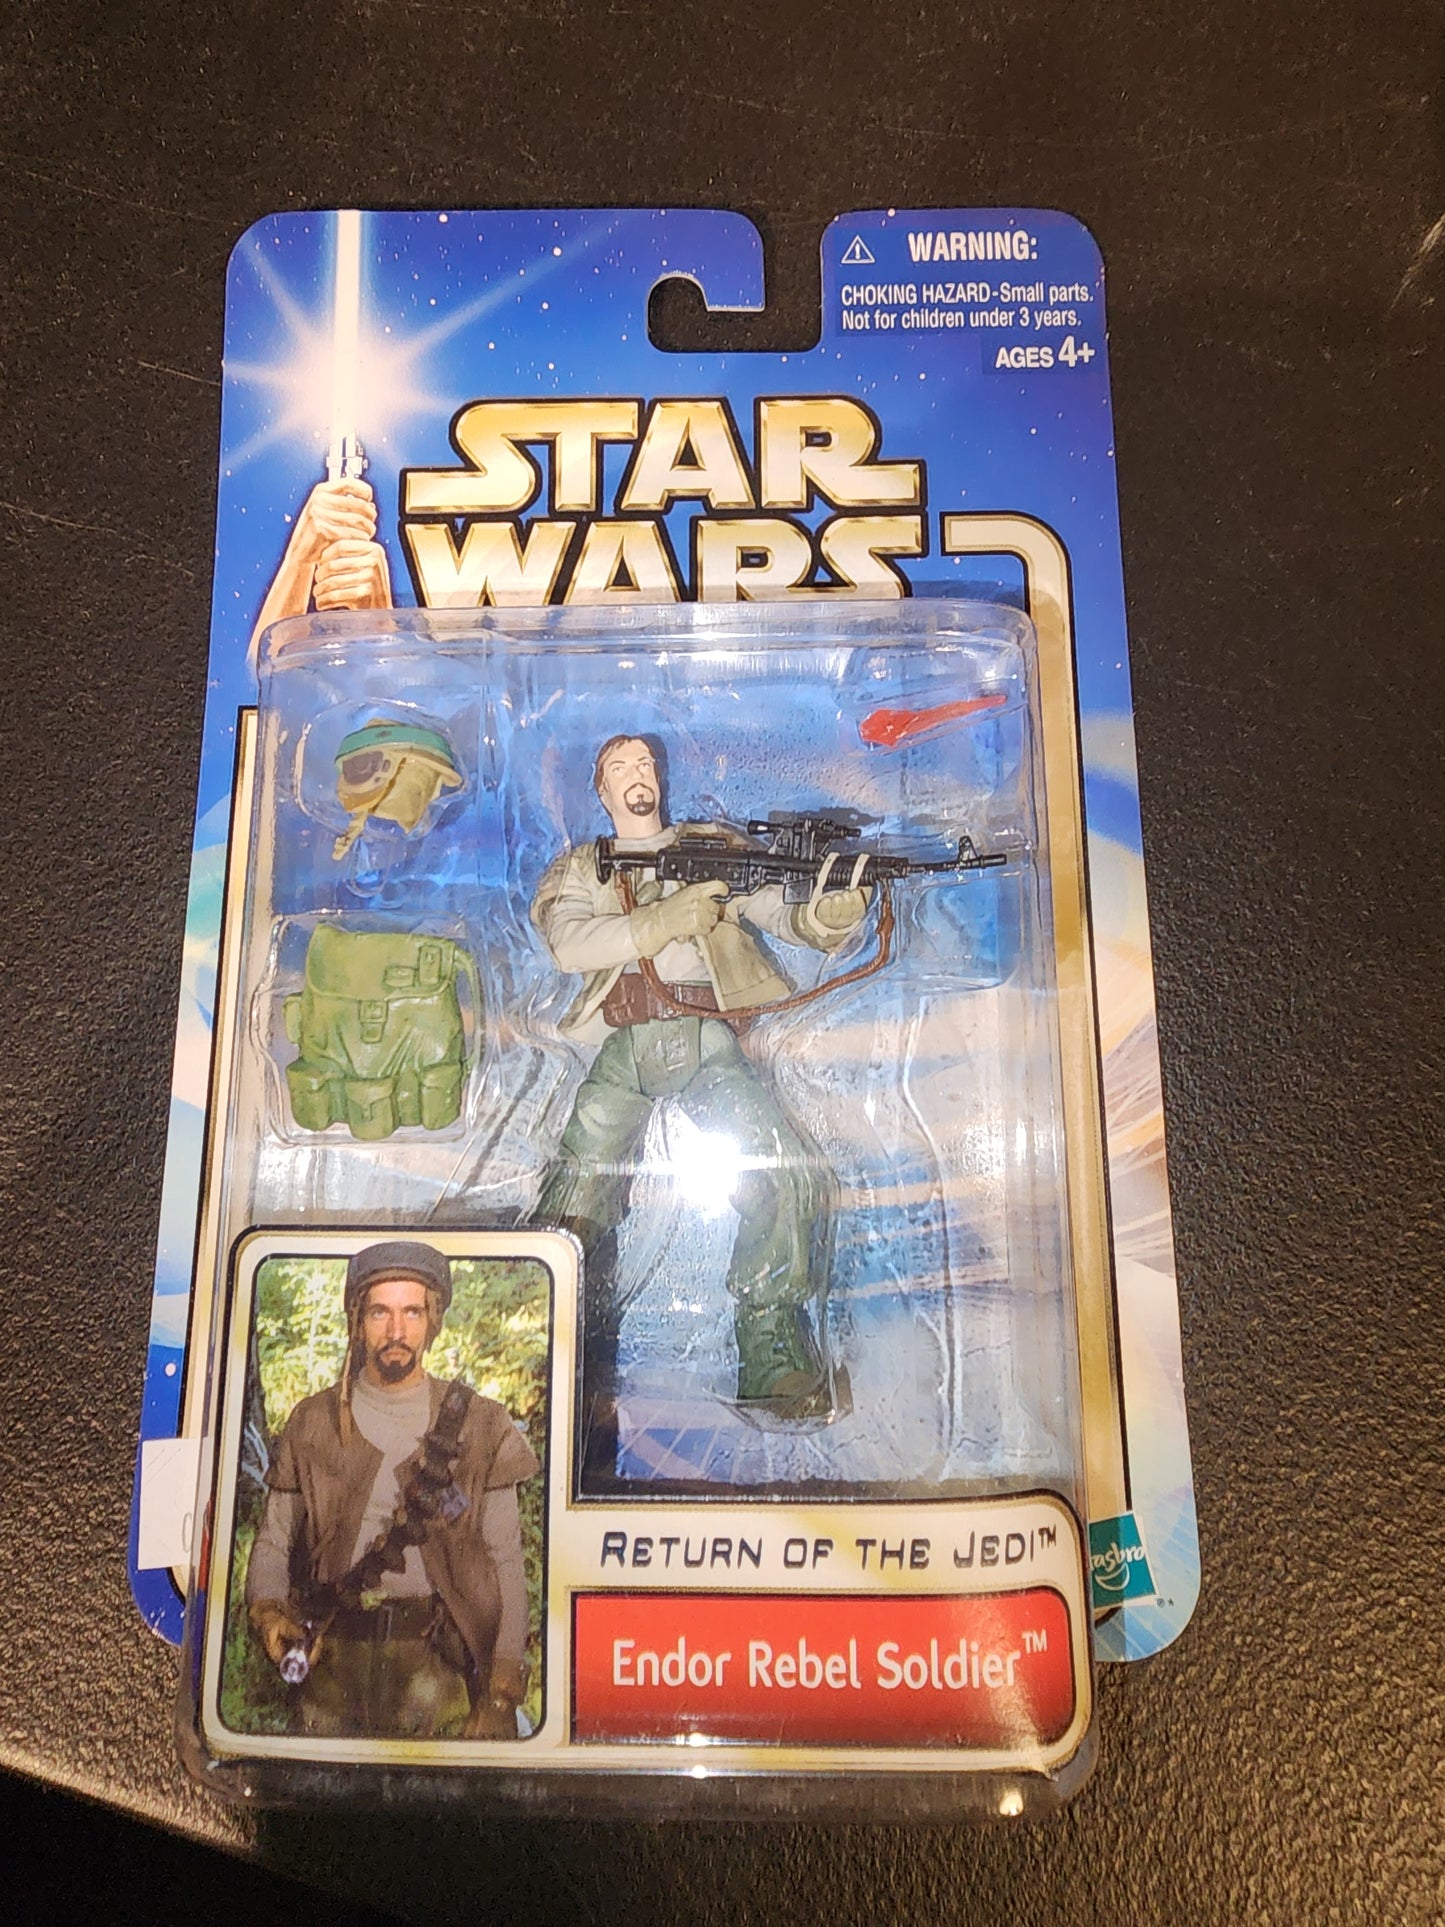 WARNING:
CHOKING HAZARD-Small parts.
Not for children under 3 years.
AGES 4+
STAR
WARS
RETURN OF THE JEDI™
Hasbro
® *
Endor Rebel Soldier™